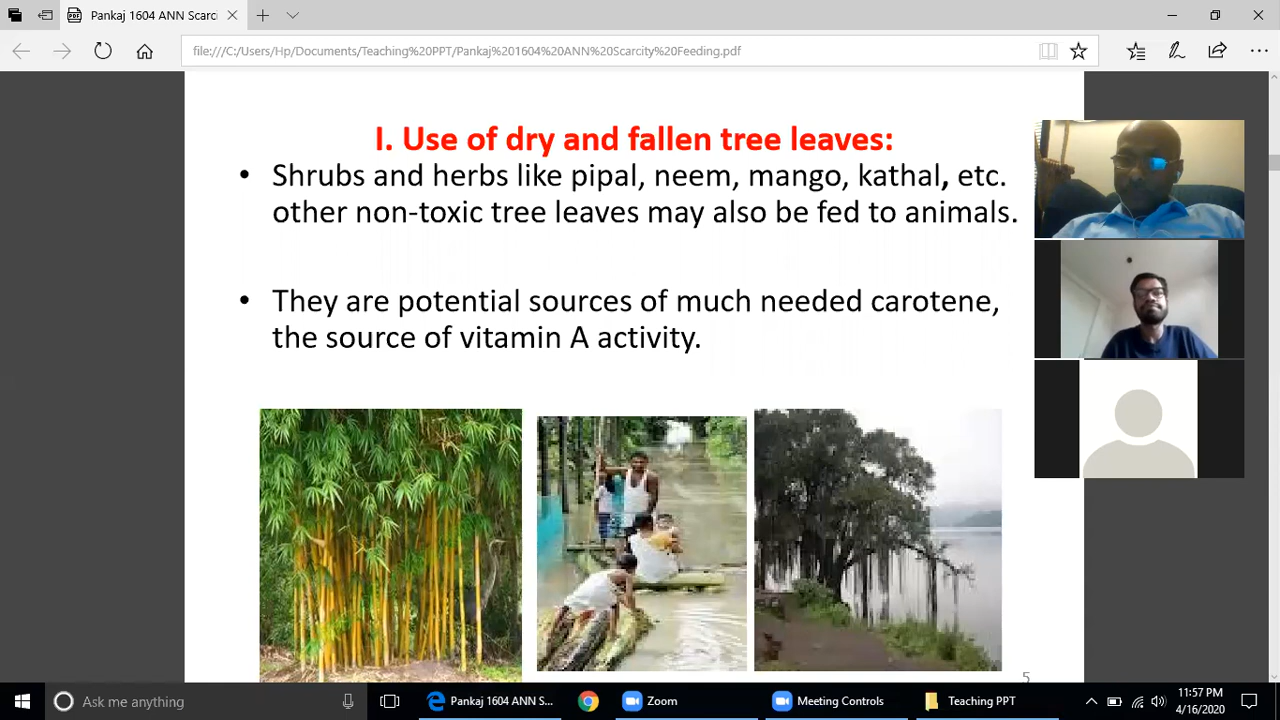 Pankaj 1604 ANN Scarci
file:///C:/Users/Hp/Documents/Teaching%20PPT/Pankaj%201604%20ANN%20Scarcity%20Feeding.pdf
I. Use of dry and fallen tree leaves:
• Shrubs and herbs like pipal, neem, mango, kathal, etc.
other non-toxic tree leaves may also be fed to animals.
• They are potential sources of much needed carotene,
the source of vitamin A activity.
5
Ask me anything
Pankaj 1604 ANN S...
Zoom
Meeting Controls
Teaching PPT
11:57 PM
4/16/2020